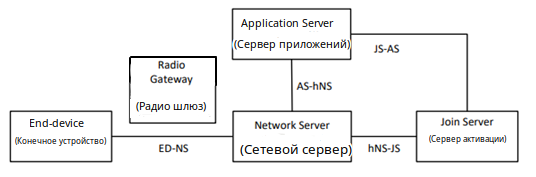 Application Server
(Сервер приложений)
JS-AS
Radio
Gateway
(Радио шлюз)
AS-hNS
End-device
(Конечное устройство)
ED-NS
Network Server
(Сетевой сервер)
hNS-JS
Join Server
(Сервер активации)